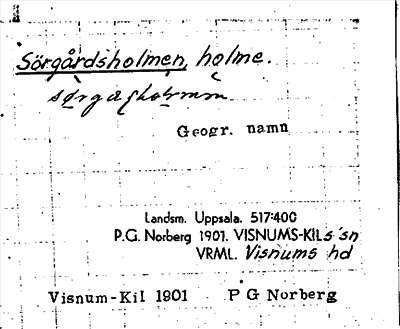 Sörgårdsholmen, holme.
Geogr. namn
Landsm. Uppsala. 517:400
P.G. Norberg 1901. VISNUMS-KILs sn
VRML. Visnums hd
Visnum-Kil 1901 P G Norberg